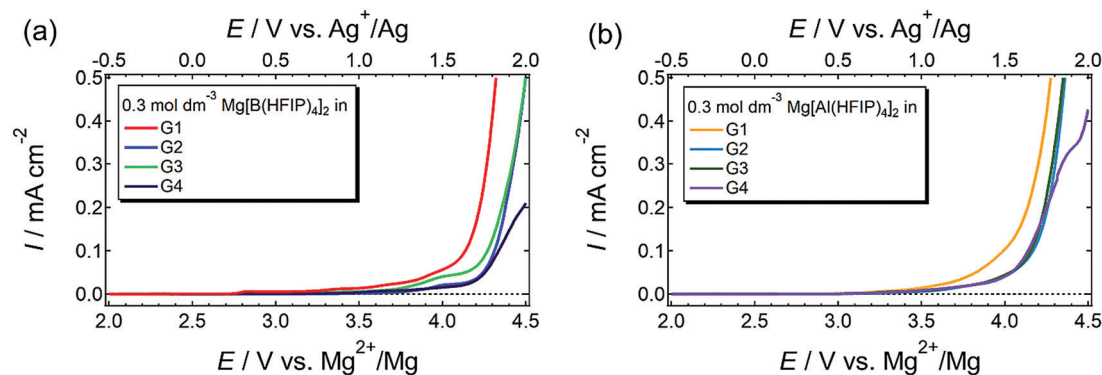 (a)
E / V vs. Ag⁺/Ag
-0.5 0.0 0.5 1.0 1.5 2.0
0.5
0.4
0.3
0.2
0.1
0.0
I / mA cm⁻²
0.3 mol dm⁻³ Mg[B(HFIP)₄]₂ in
G1
G2
G3
G4
2.0 2.5 3.0 3.5 4.0 4.5
E / V vs. Mg²⁺/Mg
(b)
E / V vs. Ag⁺/Ag
-0.5 0.0 0.5 1.0 1.5 2.0
0.5
0.4
0.3
0.2
0.1
0.0
I / mA cm⁻²
0.3 mol dm⁻³ Mg[Al(HFIP)₄]₂ in
G1
G2
G3
G4
2.0 2.5 3.0 3.5 4.0 4.5
E / V vs. Mg²⁺/Mg